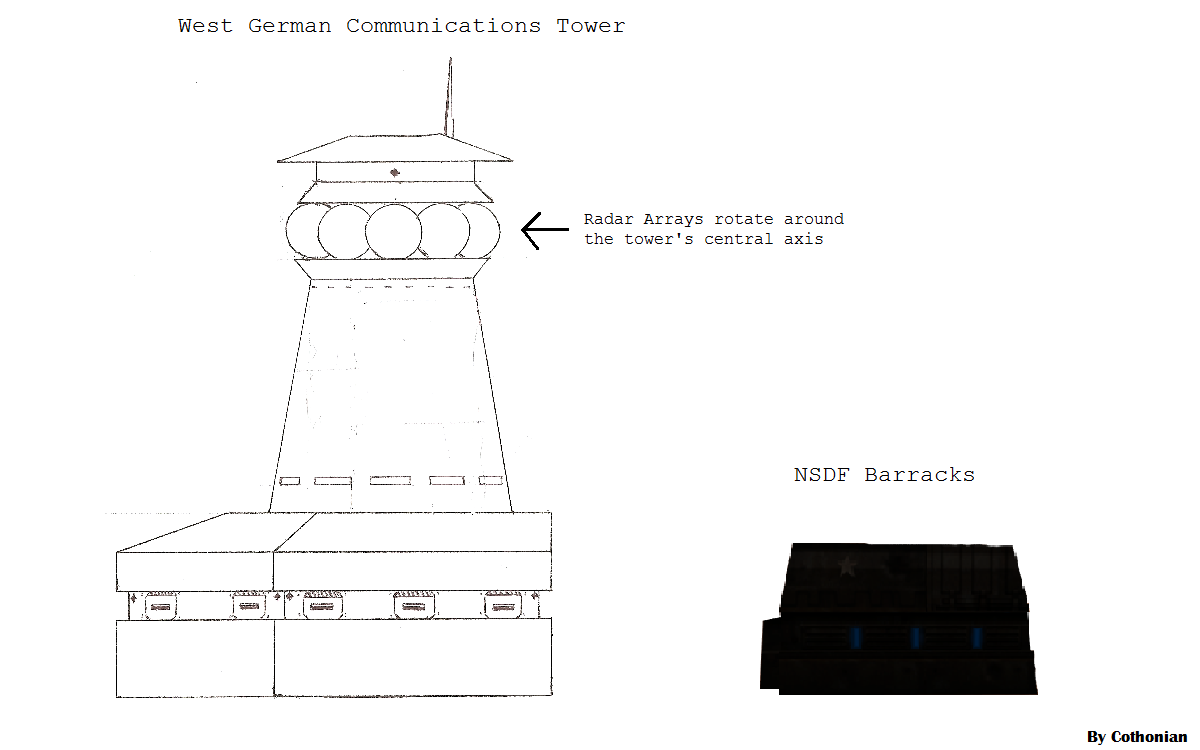 West German Communications Tower
Radar Arrays rotate around
the tower's central axis
NSDF Barracks
By Cothonian